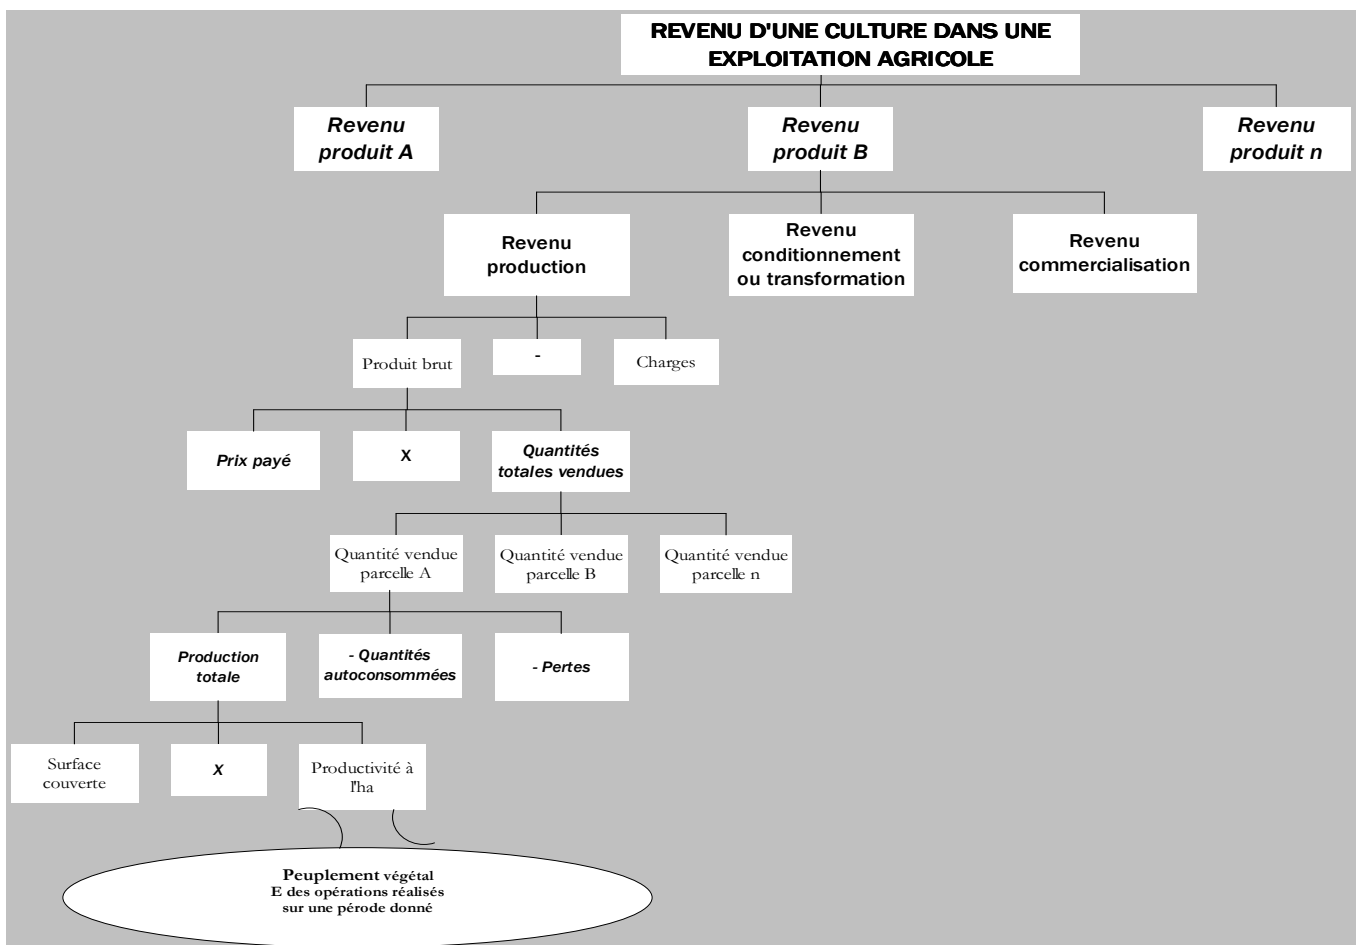 REVENU D'UNE CULTURE DANS UNE
EXPLOITATION AGRICOLE
Revenu
produit A
Revenu
produit B
Revenu
produit n
Revenu
production
Revenu
conditionnement
ou transformation
Revenu
commercialisation
Produit brut
-
Charges
Prix payé
X
Quantités
totales vendues
Quantité vendue
parcelle A
Quantité vendue
parcelle B
Quantité vendue
parcelle n
Production
totale
- Quantités
autoconsommées
- Pertes
Surface
couverte
X
Productivité à
l'ha
Peuplement végétal
E des opérations réalisés
sur une pérode donné